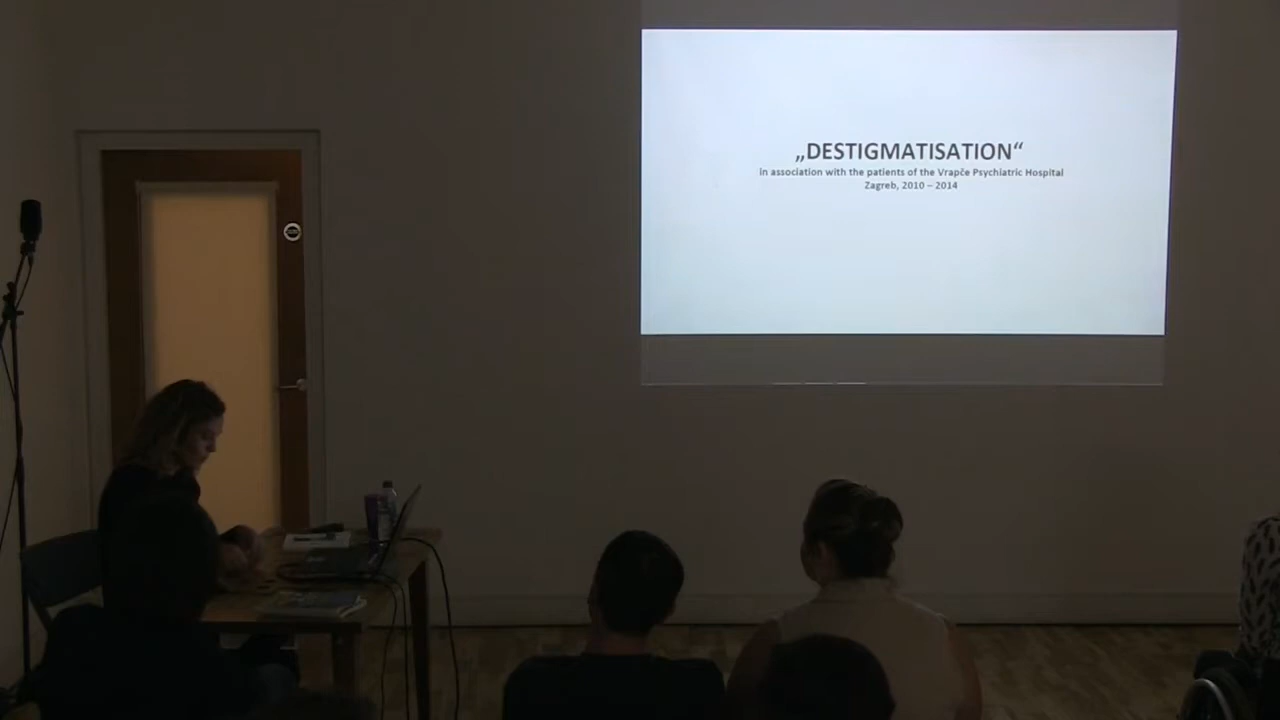 „DESTIGMATISATION“
in association with the patients of the Vrapče Psychiatric Hospital
Zagreb, 2010 – 2014